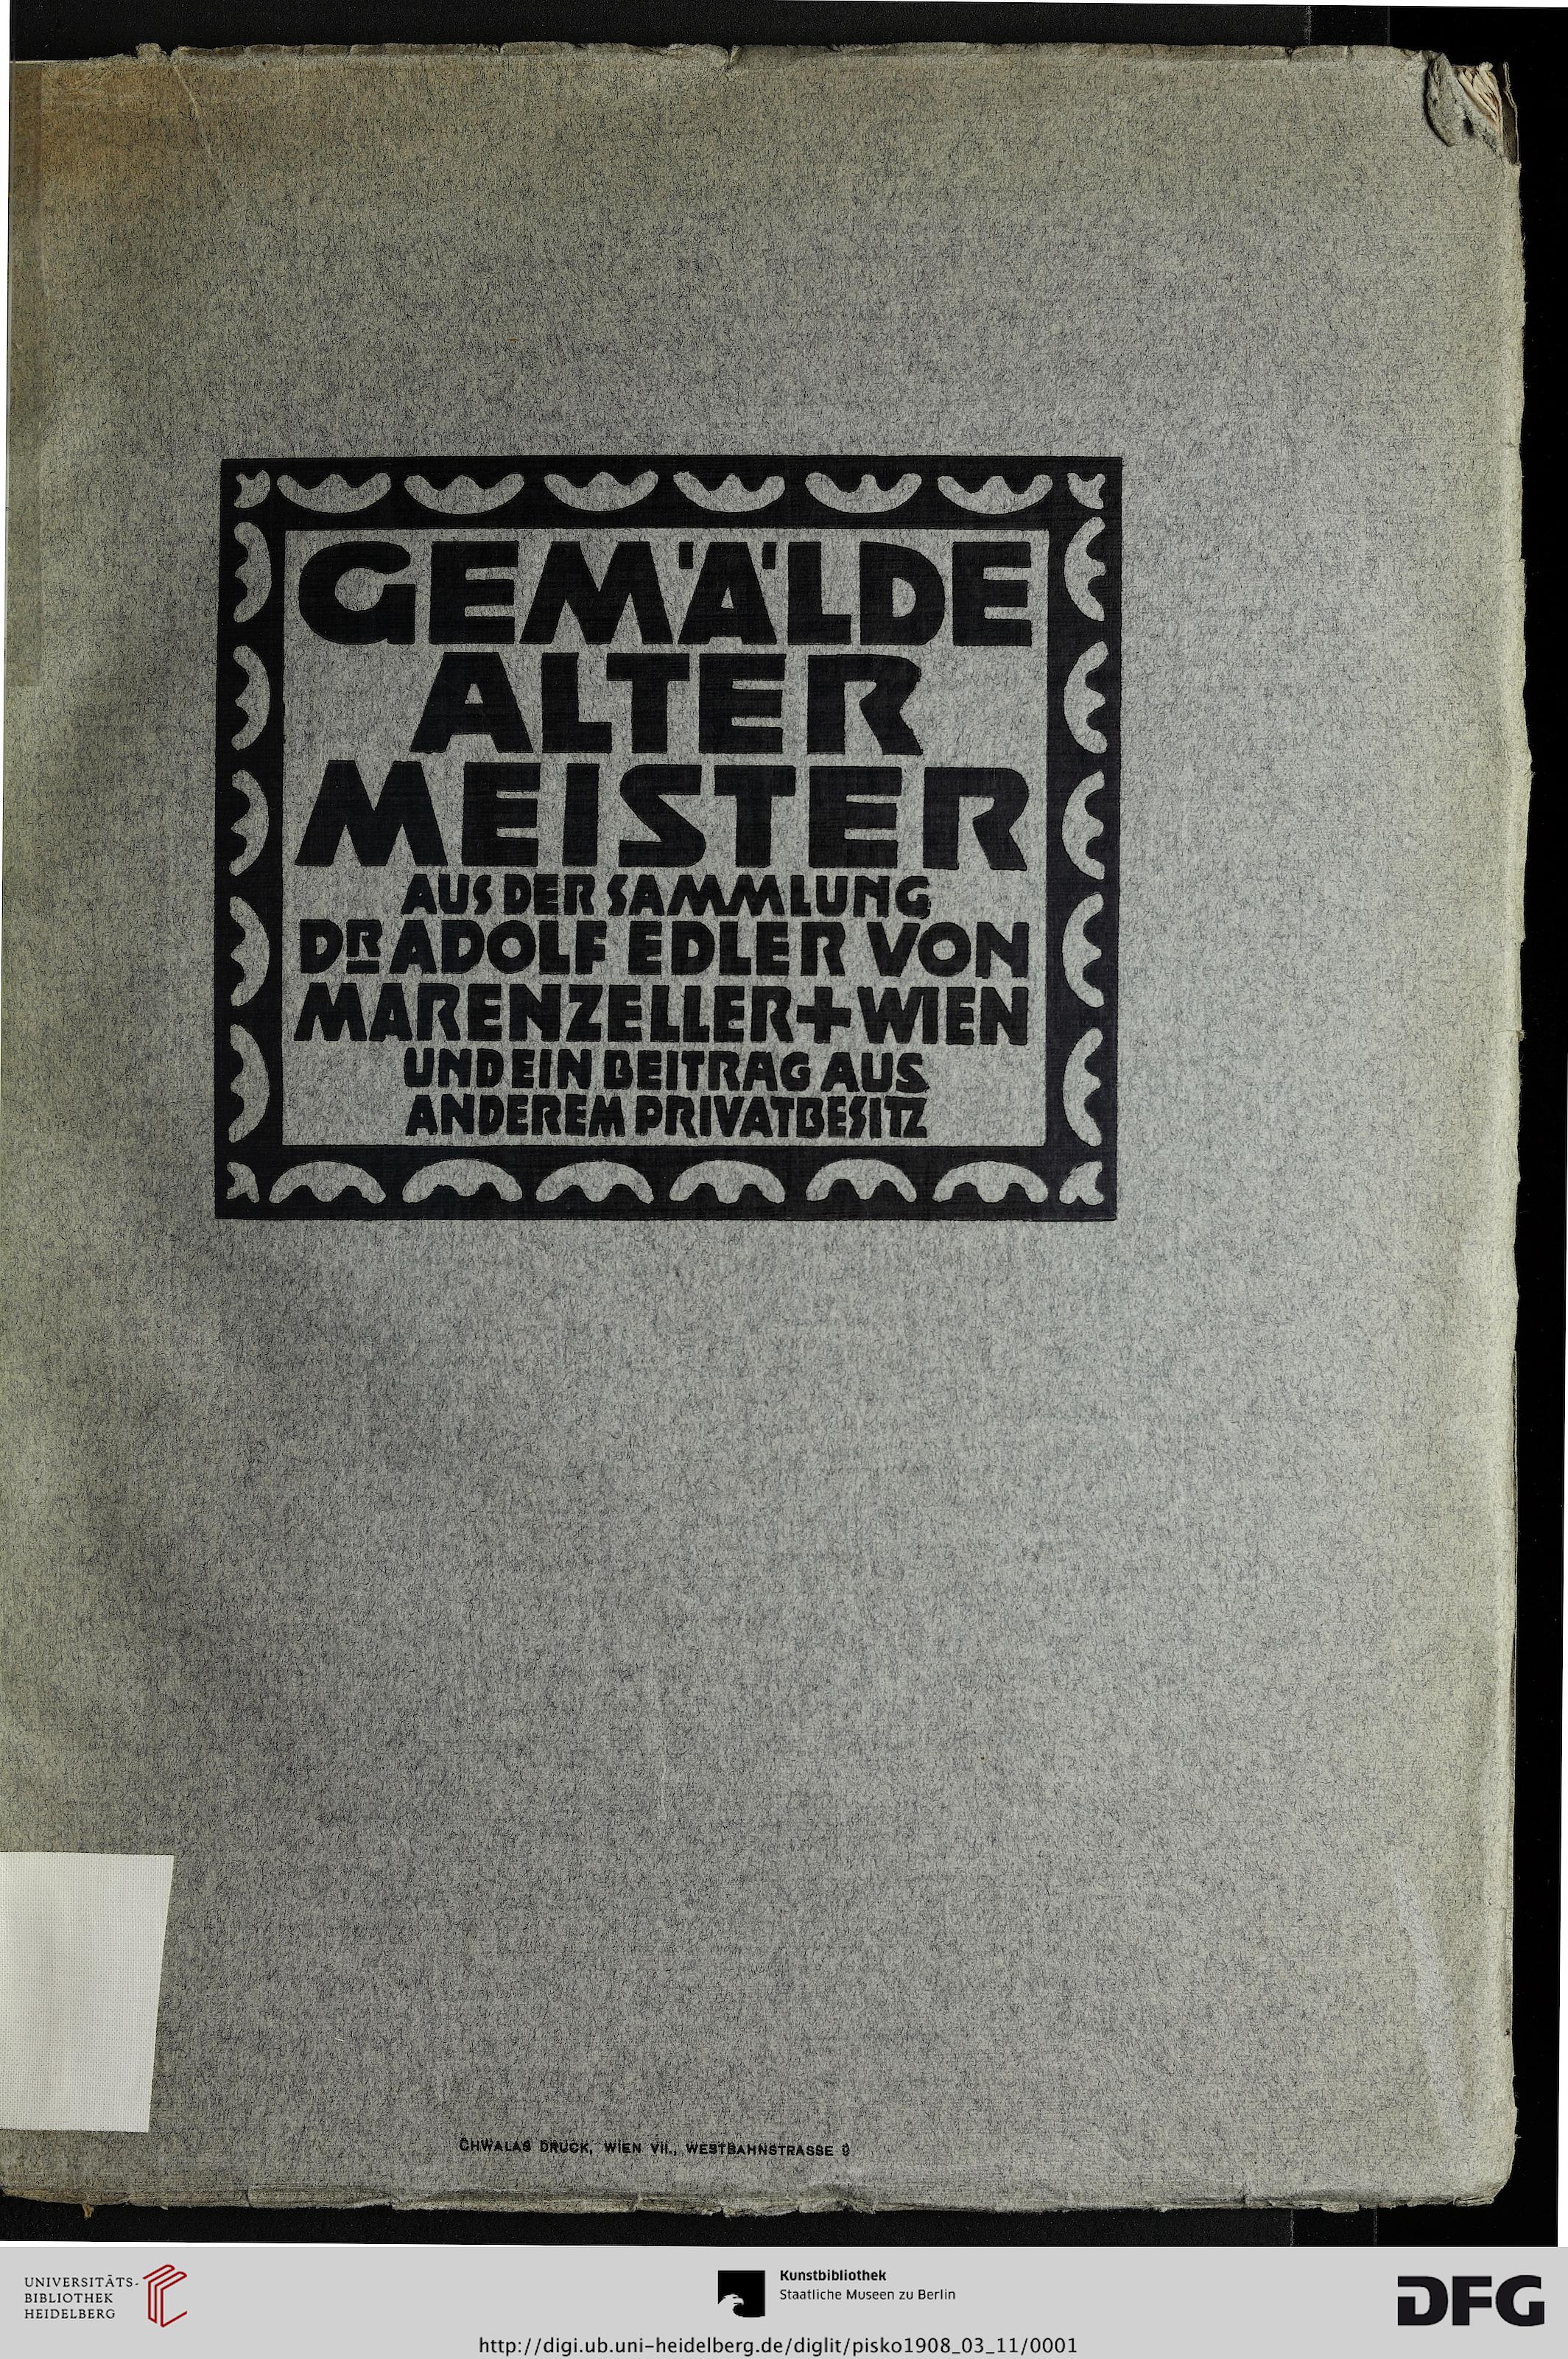 GEMÄLDE
ALTER
MEISTER
AUS DER SAMMLUNG
DR ADOLF EDLER VON
MARENZELLER + WIEN
UND EIN BEITRAG AUS
ANDEREM PRIVATBESITZ
CHWALAS DRUCK, WIEN VII., WESTBAHNSTRASSE 9
UNIVERSITÄTS-
BIBLIOTHEK
HEIDELBERG
Kunstbibliothek
Staatliche Museen zu Berlin
DFG
http://digi.ub.uni-heidelberg.de/diglit/pisko1908_03_11/0001